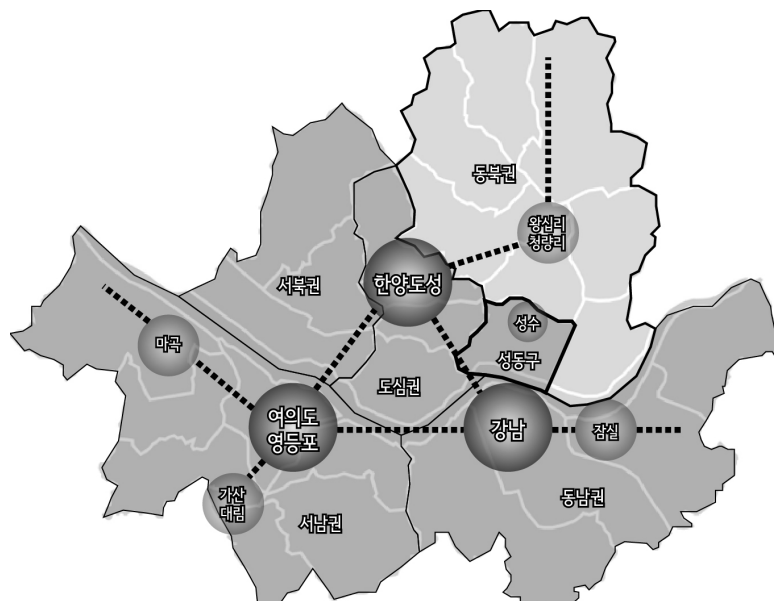 동북권
왕십리
청량리
한양도성
서북권
성수
마곡
성동구
도심권
여의도
영등포
강남
잠실
가산
대림
동남권
서남권